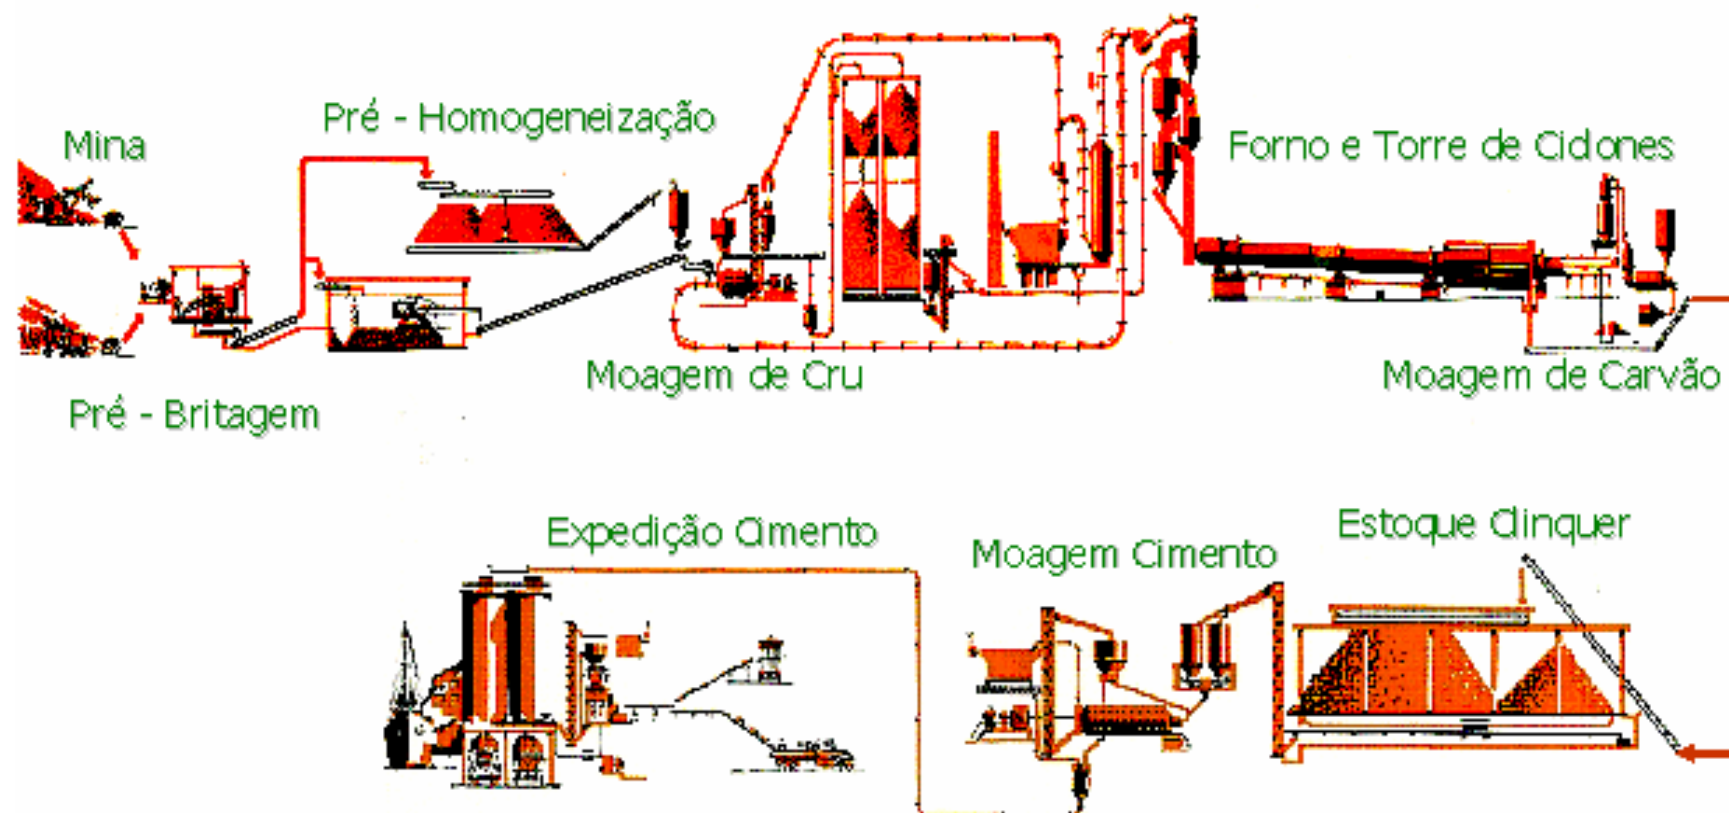 Mina
Pré - Homogeneização
Forno e Torre de Ciclones
Moagem de Cru
Moagem de Carvão
Pré - Britagem
Expedição Cimento
Moagem Cimento
Estoque Clinquer